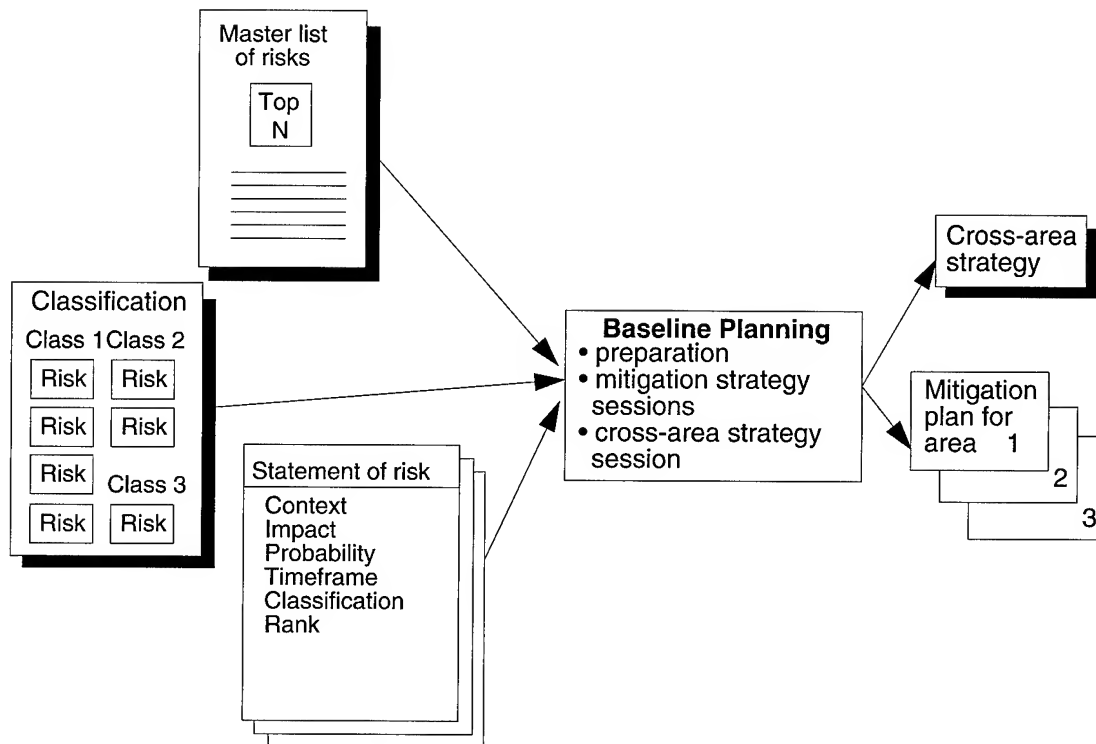 Master list
of risks
Top
N
Classification
Class 1 Class 2
Risk Risk
Risk Risk
Risk
Class 3
Risk Risk
Statement of risk
Context
Impact
Probability
Timeframe
Classification
Rank
Baseline Planning
• preparation
• mitigation strategy
sessions
• cross-area strategy
session
Cross-area
strategy
Mitigation
plan for
area 1
2
3